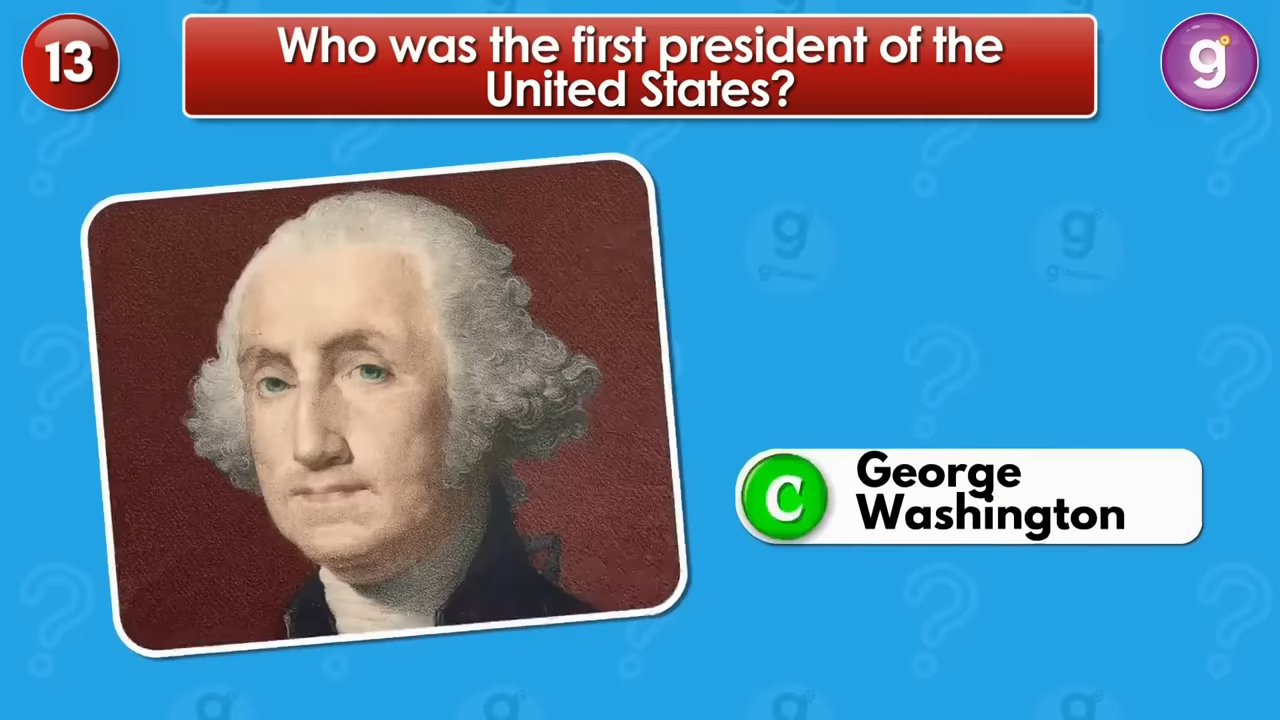 13
Who was the first president of the
United States?
g
g
g
C
George
Washington
g
g
g
g